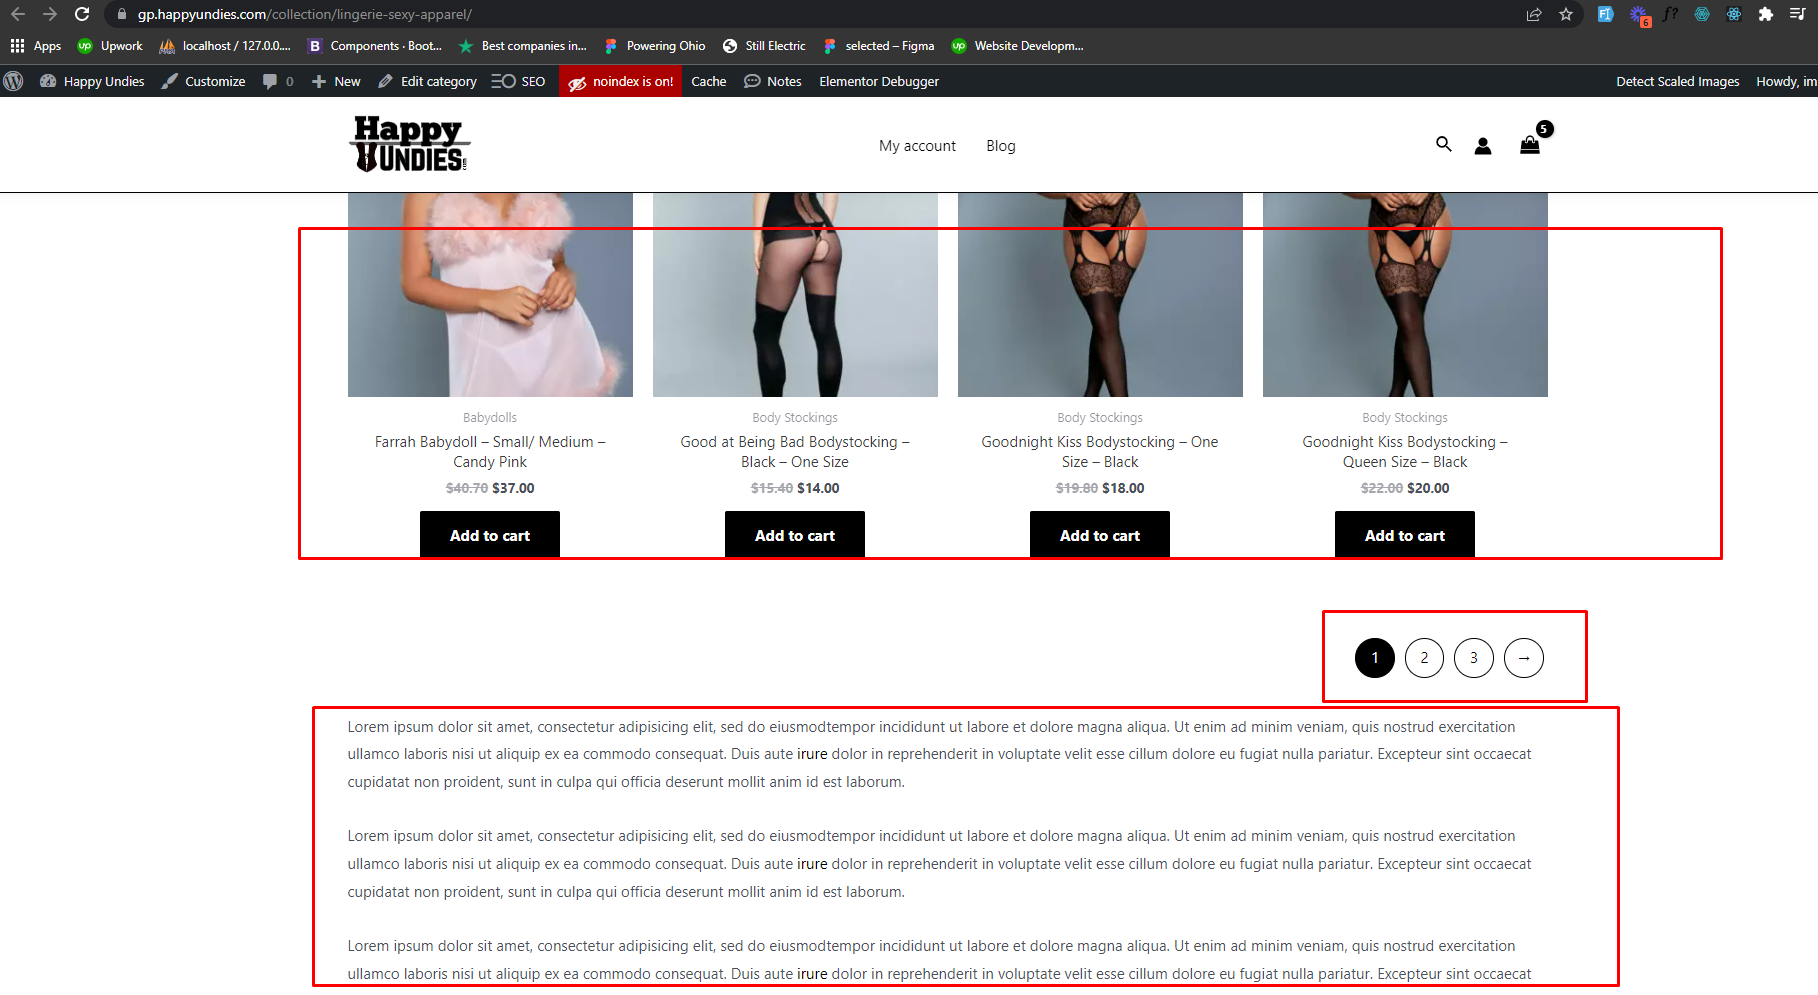 gp.happyundies.com/collection/lingerie-sexy-apparel/
6
f?
Apps
up Upwork
localhost / 127.0.0....
B Components · Boot...
Best companies in...
Powering Ohio
Still Electric
selected – Figma
up Website Developm...
Happy Undies
Customize
0
New
Edit category
SEO
noindex is on!
Cache
Notes
Elementor Debugger
Detect Scaled Images
Howdy, im
Happy
UNDIES
My account
Blog
5
Babydolls
Farrah Babydoll – Small/ Medium –
Candy Pink
$40.70 $37.00
Add to cart
Body Stockings
Good at Being Bad Bodystocking –
Black – One Size
$15.40 $14.00
Add to cart
Body Stockings
Goodnight Kiss Bodystocking – One
Size – Black
$19.80 $18.00
Add to cart
Body Stockings
Goodnight Kiss Bodystocking –
Queen Size – Black
$22.00 $20.00
Add to cart
1 2 3 →
Lorem ipsum dolor sit amet, consectetur adipisicing elit, sed do eiusmodtempor incididunt ut labore et dolore magna aliqua. Ut enim ad minim veniam, quis nostrud exercitation
ullamco laboris nisi ut aliquip ex ea commodo consequat. Duis aute irure dolor in reprehenderit in voluptate velit esse cillum dolore eu fugiat nulla pariatur. Excepteur sint occaecat
cupidatat non proident, sunt in culpa qui officia deserunt mollit anim id est laborum.
Lorem ipsum dolor sit amet, consectetur adipisicing elit, sed do eiusmodtempor incididunt ut labore et dolore magna aliqua. Ut enim ad minim veniam, quis nostrud exercitation
ullamco laboris nisi ut aliquip ex ea commodo consequat. Duis aute irure dolor in reprehenderit in voluptate velit esse cillum dolore eu fugiat nulla pariatur. Excepteur sint occaecat
cupidatat non proident, sunt in culpa qui officia deserunt mollit anim id est laborum.
Lorem ipsum dolor sit amet, consectetur adipisicing elit, sed do eiusmodtempor incididunt ut labore et dolore magna aliqua. Ut enim ad minim veniam, quis nostrud exercitation
ullamco laboris nisi ut aliquip ex ea commodo consequat. Duis aute irure dolor in reprehenderit in voluptate velit esse cillum dolore eu fugiat nulla pariatur. Excepteur sint occaecat